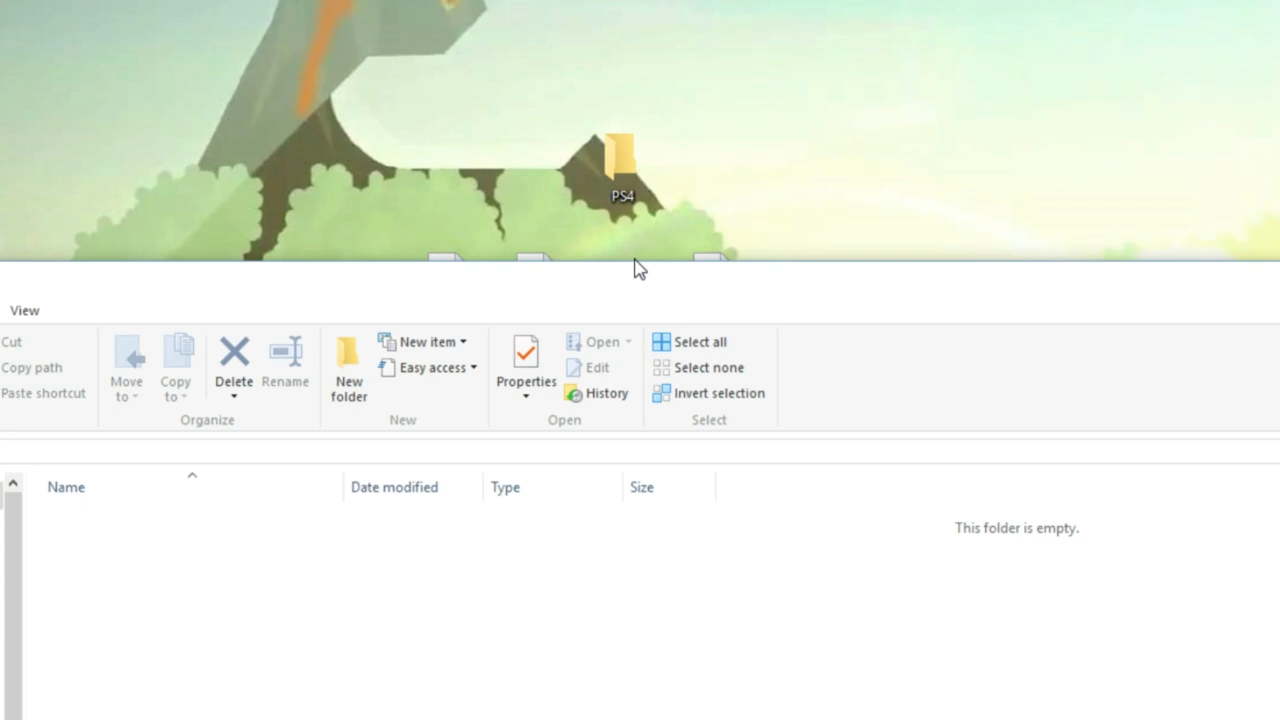 PS4
View
Cut
Copy path
Paste shortcut
Move to
Copy to
Delete
Rename
Organize
New folder
New item
Easy access
New
Properties
Open
Edit
History
Open
Select all
Select none
Invert selection
Select
Name
Date modified
Type
Size
This folder is empty.